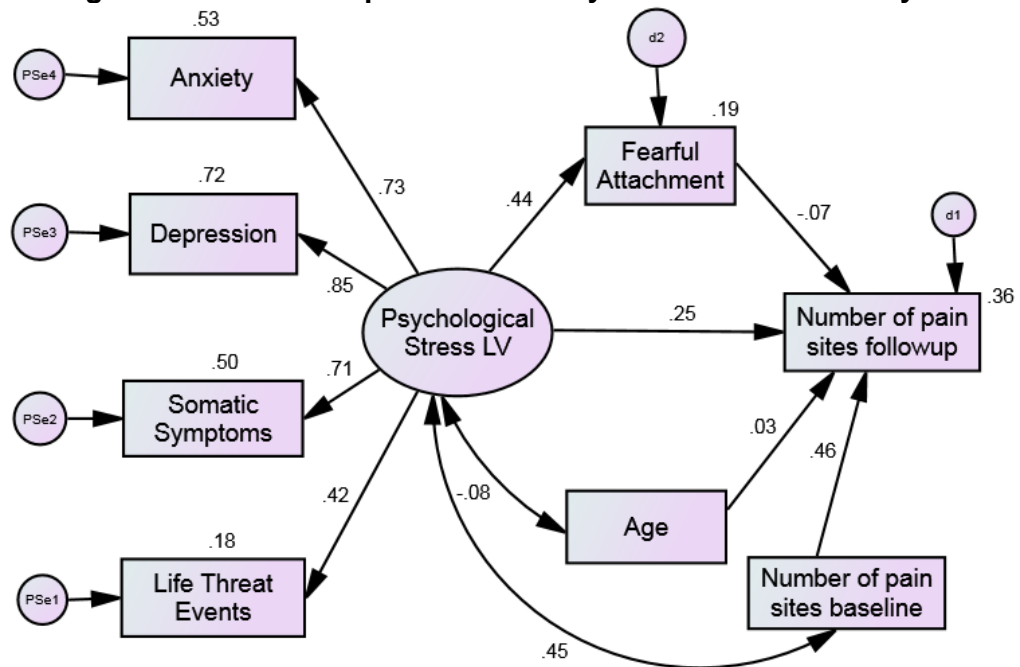 .53
PSe4
Anxiety
d2
.19
Fearful
Attachment
.72
PSe3
Depression
.73
.44
-.07
d1
.85
.36
Psychological
Stress LV
.25
Number of pain
sites followup
.50
.71
PSe2
Somatic
Symptoms
.03
.46
.42
-.08
Age
.18
PSe1
Life Threat
Events
Number of pain
sites baseline
.45